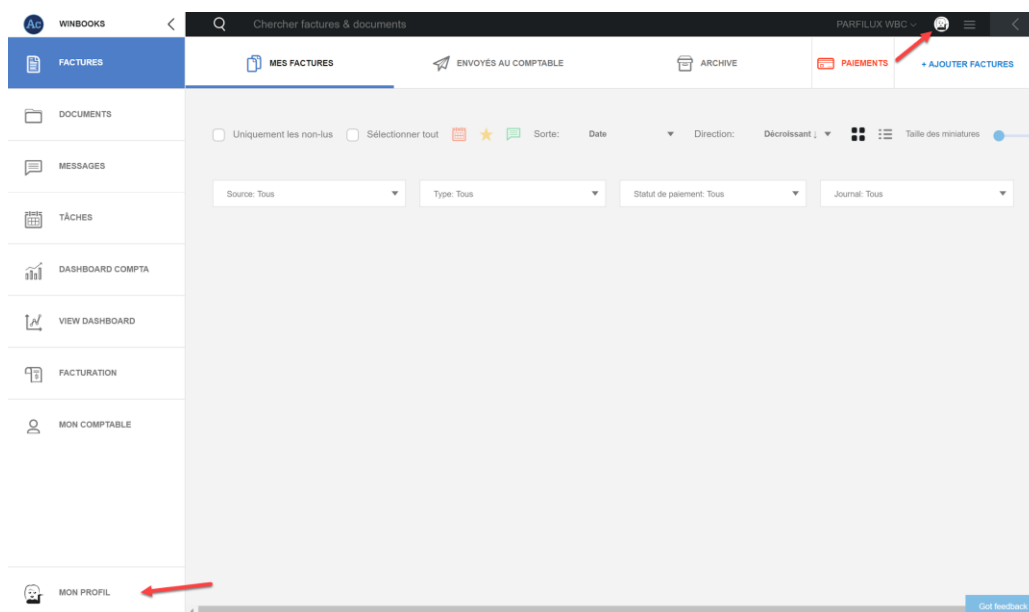 Ac WINBOOKS
Chercher factures & documents
PARFILUX WBC
FACTURES
MES FACTURES
ENVOYÉS AU COMPTABLE
ARCHIVE
PAIEMENTS
+ AJOUTER FACTURES
DOCUMENTS
Uniquement les non-lus Sélectionner tout Sorte: Date Direction: Décroissant ↓ Taille des miniatures
MESSAGES
Source: Tous Type: Tous Statut de paiement: Tous Journal: Tous
TÂCHES
DASHBOARD COMPTA
VIEW DASHBOARD
FACTURATION
MON COMPTABLE
MON PROFIL
Got feedback